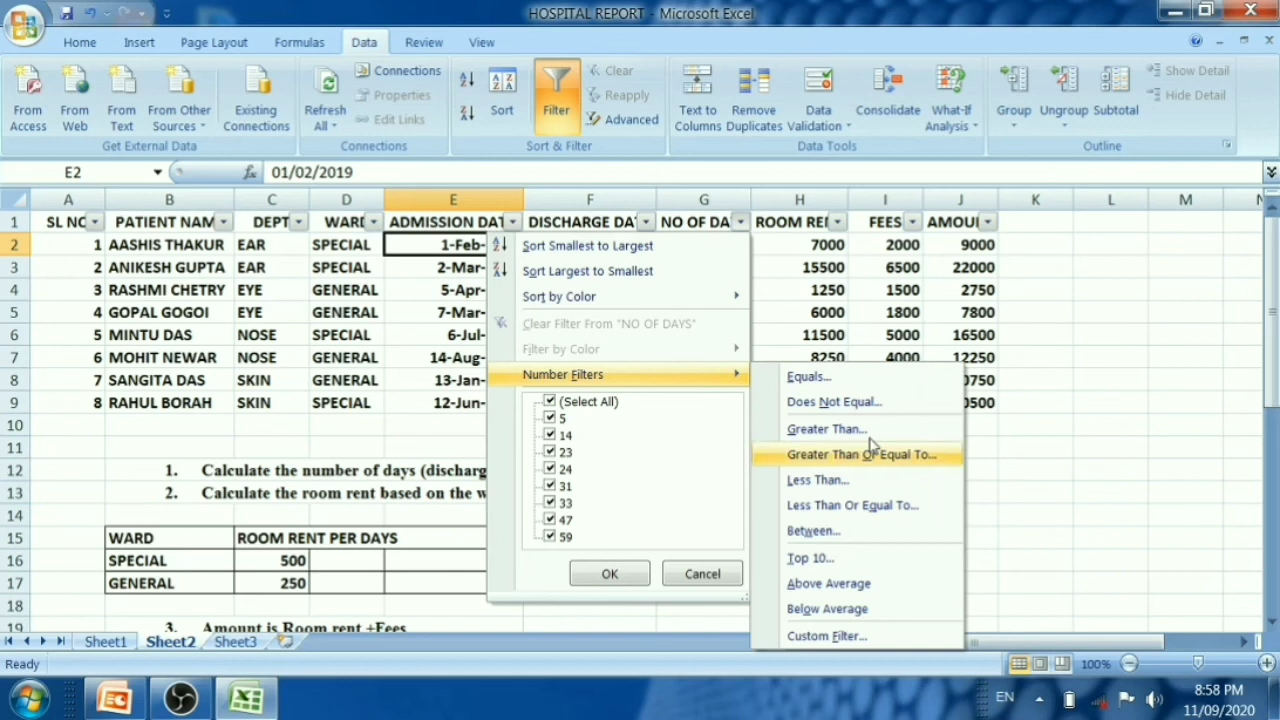 HOSPITAL REPORT - Microsoft Excel
Home Insert Page Layout Formulas Data Review View
From Access From Web From Text From Other Sources Existing Connections Refresh All Connections Properties Edit Links Sort Filter Clear Reapply Advanced Text to Columns Remove Duplicates Data Validation Consolidate What-If Analysis Group Ungroup Subtotal Show Detail Hide Detail
Get External Data Connections Sort & Filter Data Tools Outline
E2 fx 01/02/2019
A B C D E F G H I J K L M N
1 SL NO PATIENT NAM DEPT WARD ADMISSION DAT DISCHARGE DAT NO OF DA ROOM REN FEES AMOU
2 1 AASHIS THAKUR EAR SPECIAL 1-Feb- 7000 2000 9000
3 2 ANIKESH GUPTA EAR SPECIAL 2-Mar- 15500 6500 22000
4 3 RASHMI CHETRY EYE GENERAL 5-Apr- 1250 1500 2750
5 4 GOPAL GOGOI EYE GENERAL 7-Mar- 6000 1800 7800
6 5 MINTU DAS NOSE SPECIAL 6-Jul- 11500 5000 16500
7 6 MOHIT NEWAR NOSE GENERAL 14-Aug- 8250 4000 12250
8 7 SANGITA DAS SKIN GENERAL 13-Jan- 0750
9 8 RAHUL BORAH SKIN SPECIAL 12-Jun- 0500
10
11
12 1. Calculate the number of days (discharg
13 2. Calculate the room rent based on the w
14
15 WARD ROOM RENT PER DAYS
16 SPECIAL 500
17 GENERAL 250
18
19 3. Amount is Room rent +Fees
Sort Smallest to Largest
Sort Largest to Smallest
Sort by Color
Clear Filter From "NO OF DAYS"
Filter by Color
Number Filters
(Select All)
5
14
23
24
31
33
47
59
OK Cancel
Equals...
Does Not Equal...
Greater Than...
Greater Than Or Equal To...
Less Than...
Less Than Or Equal To...
Between...
Top 10...
Above Average
Below Average
Custom Filter...
Sheet1 Sheet2 Sheet3
Ready 100%
EN 8:58 PM
11/09/2020